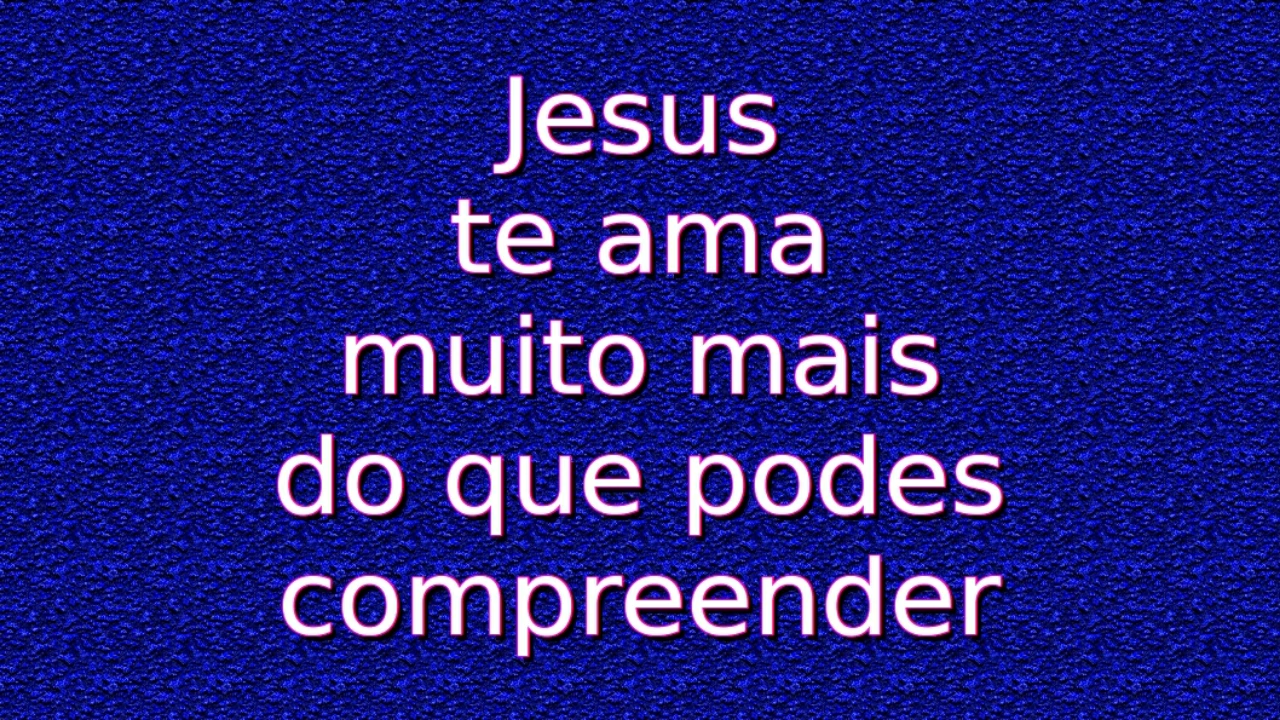 Jesus
te ama
muito mais
do que podes
compreender